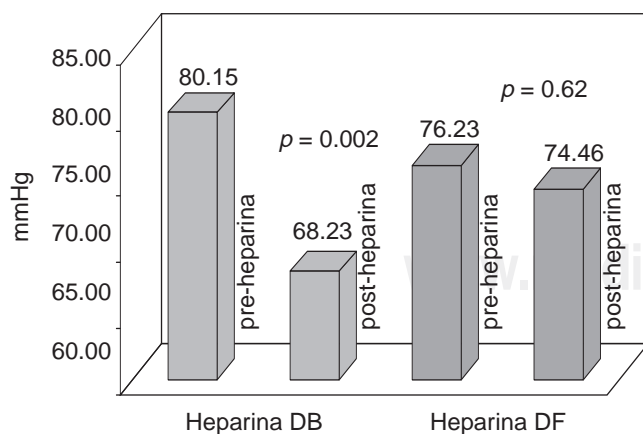 85.00
80.00
75.00
70.00
65.00
60.00
mmHg
80.15
pre-heparina
p = 0.002
68.23
post-heparina
76.23
pre-heparina
p = 0.62
74.46
post-heparina
Heparina DB
Heparina DF